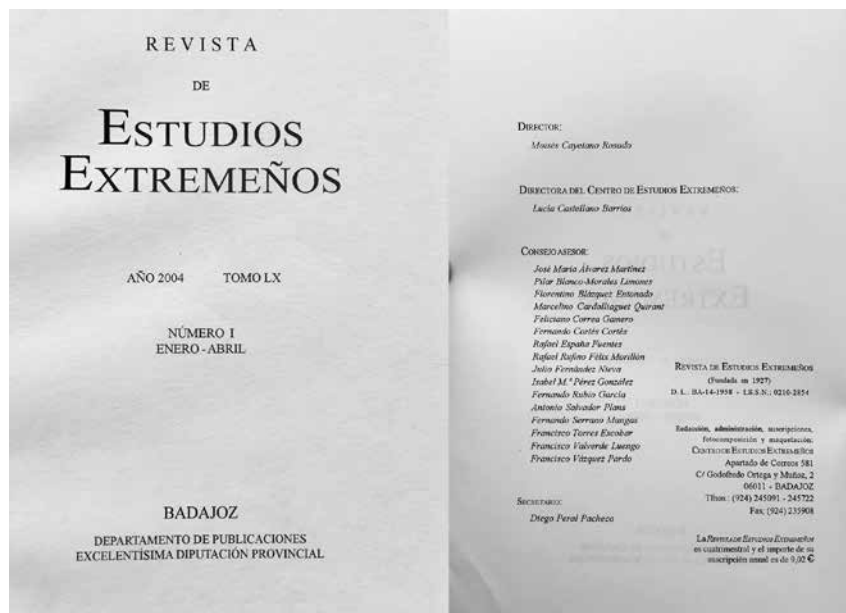 REVISTA
DE
ESTUDIOS
EXTREMEÑOS
AÑO 2004 TOMO LX
NÚMERO I
ENERO - ABRIL
BADAJOZ
DEPARTAMENTO DE PUBLICACIONES
EXCELENTÍSIMA DIPUTACIÓN PROVINCIAL
DIRECTOR:
Moisés Cayetano Rosado
DIRECTORA DEL CENTRO DE ESTUDIOS EXTREMEÑOS:
Lucía Castellano Barrios
CONSEJO ASESOR:
José María Álvarez Martínez
Pilar Blanco-Morales Limones
Florentino Blázquez Entonado
Marcelino Cardalliaguet Quirant
Feliciano Correa Gamero
Fernando Cortés Cortés
Rafael España Fuentes
Rafael Rufino Félix Morillón
Julio Fernández Nieva
Isabel M.ª Pérez González
Fernando Rubio García
Antonio Salvador Plans
Fernando Serrano Mangas
Francisco Torres Escobar
Francisco Valverde Luengo
Francisco Vázquez Pardo
SECRETARIO:
Diego Peral Pacheco
REVISTA DE ESTUDIOS EXTREMEÑOS
(Fundada en 1927)
D. L.: BA-14-1958 - I.S.S.N.: 0210-2854
Redacción, administración, suscripciones,
fotocomposición y maquetación:
CENTRO DE ESTUDIOS EXTREMEÑOS
Apartado de Correos 581
C/ Godofredo Ortega y Muñoz, 2
06011 - BADAJOZ
Tlfnon.: (924) 245091 - 245722
Fax: (924) 235908
La REVISTA DE ESTUDIOS EXTREMEÑOS
es cuatrimestral y el importe de su
suscripción anual es de 9,02 €